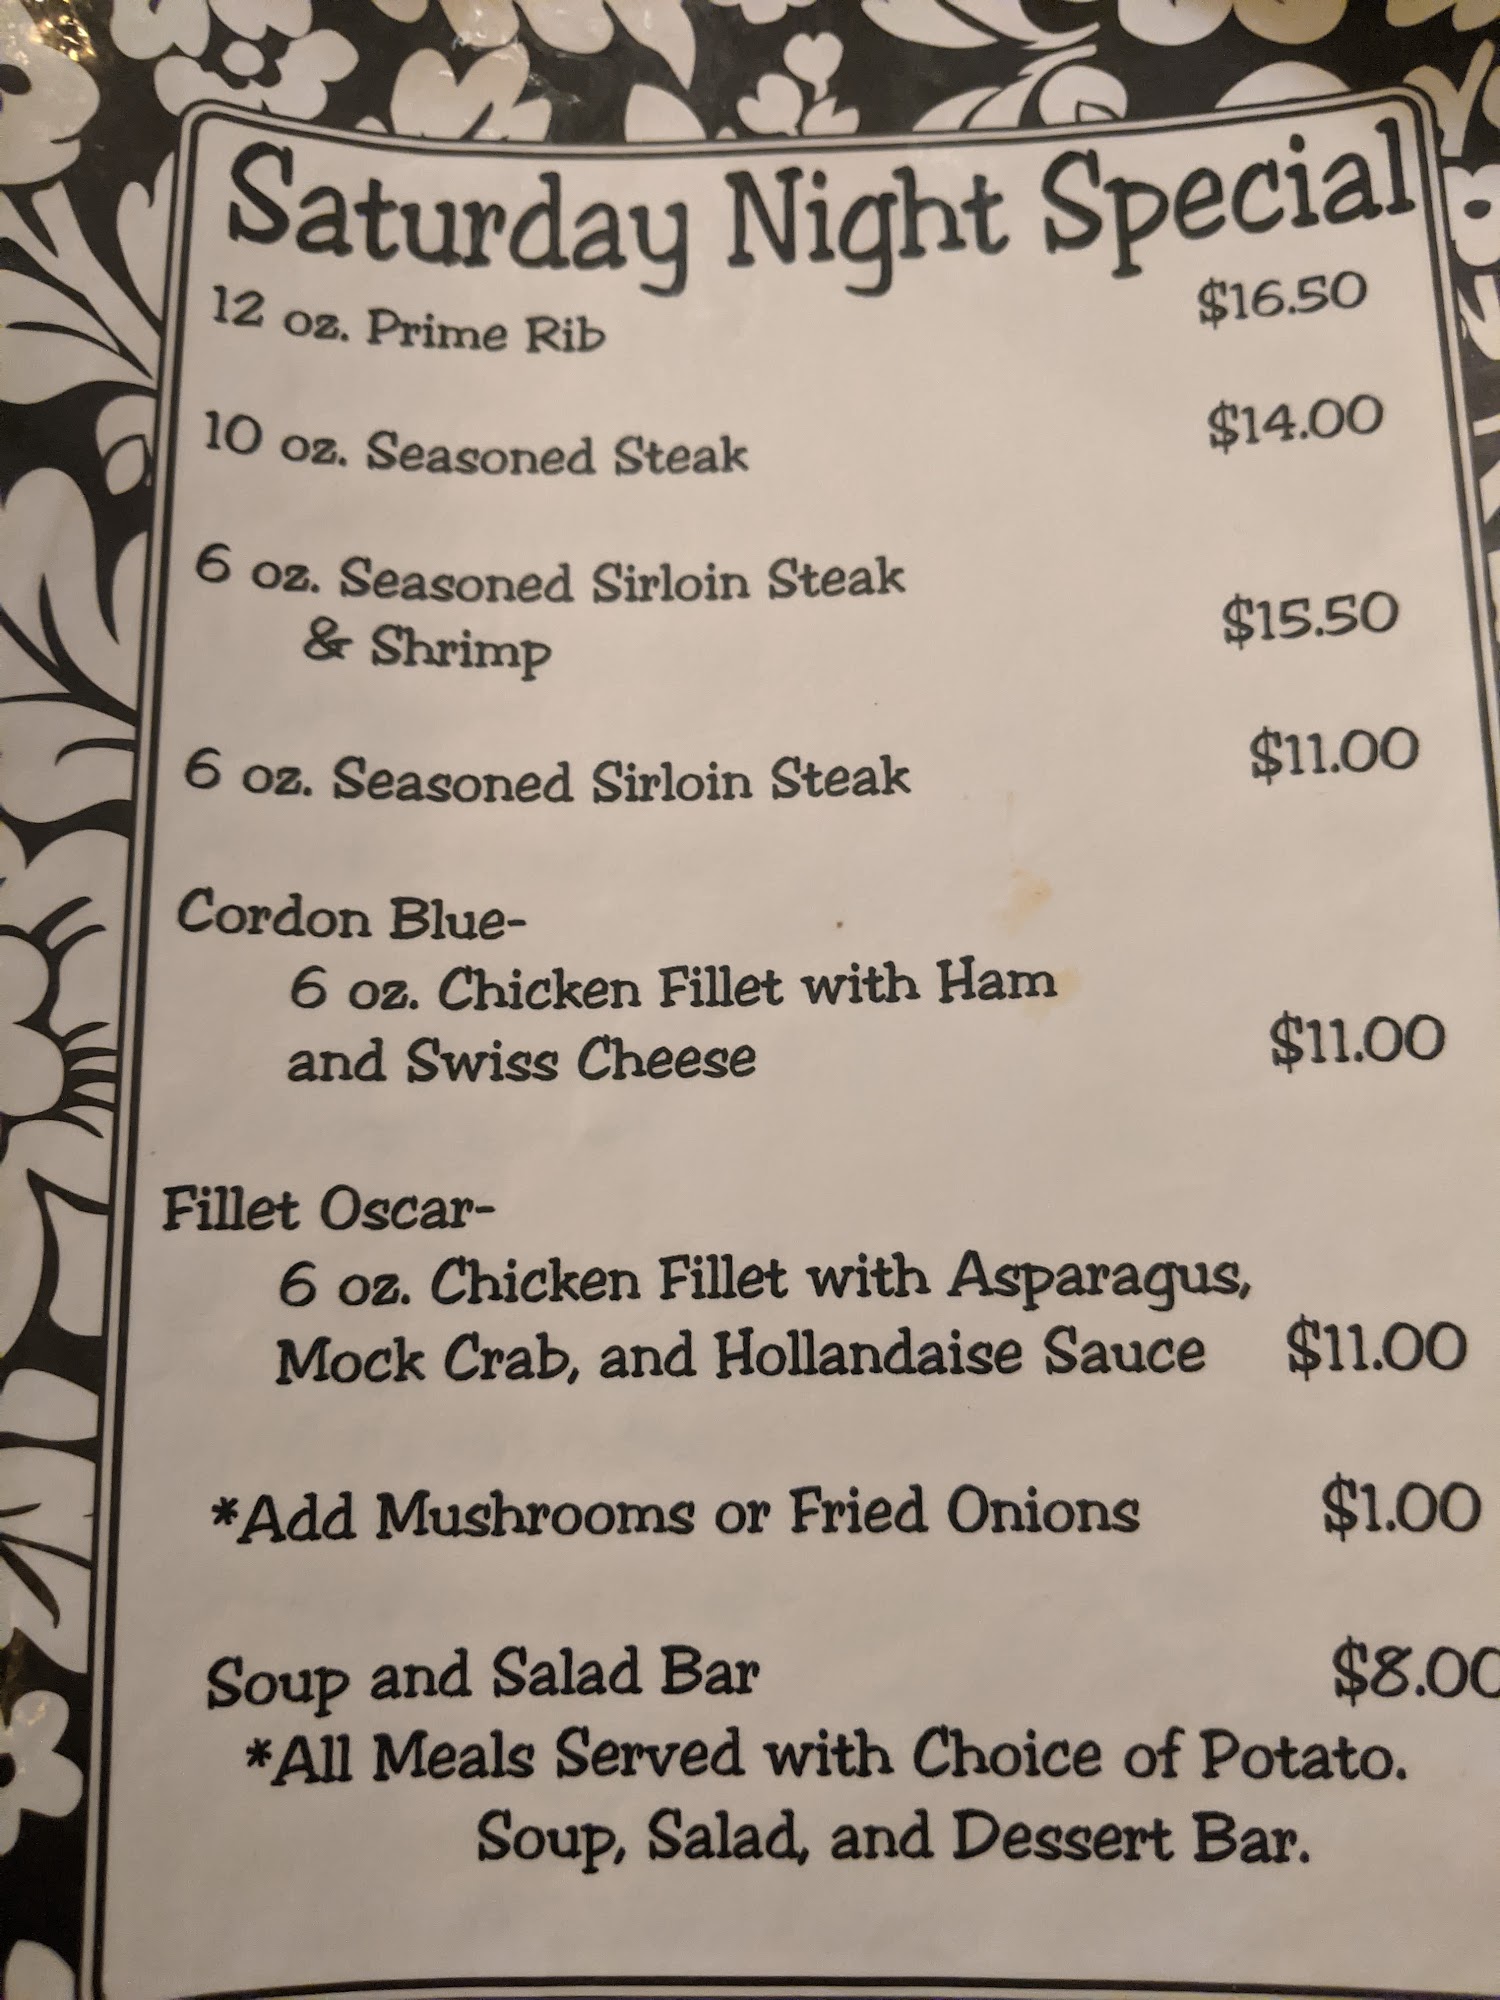 Saturday Night Special
12 oz. Prime Rib $16.50
10 oz. Seasoned Steak $14.00
6 oz. Seasoned Sirloin Steak
& Shrimp $15.50
6 oz. Seasoned Sirloin Steak $11.00
Cordon Blue-
6 oz. Chicken Fillet with Ham
and Swiss Cheese $11.00
Fillet Oscar-
6 oz. Chicken Fillet with Asparagus,
Mock Crab, and Hollandaise Sauce $11.00
*Add Mushrooms or Fried Onions $1.00
Soup and Salad Bar $8.00
*All Meals Served with Choice of Potato.
Soup, Salad, and Dessert Bar.